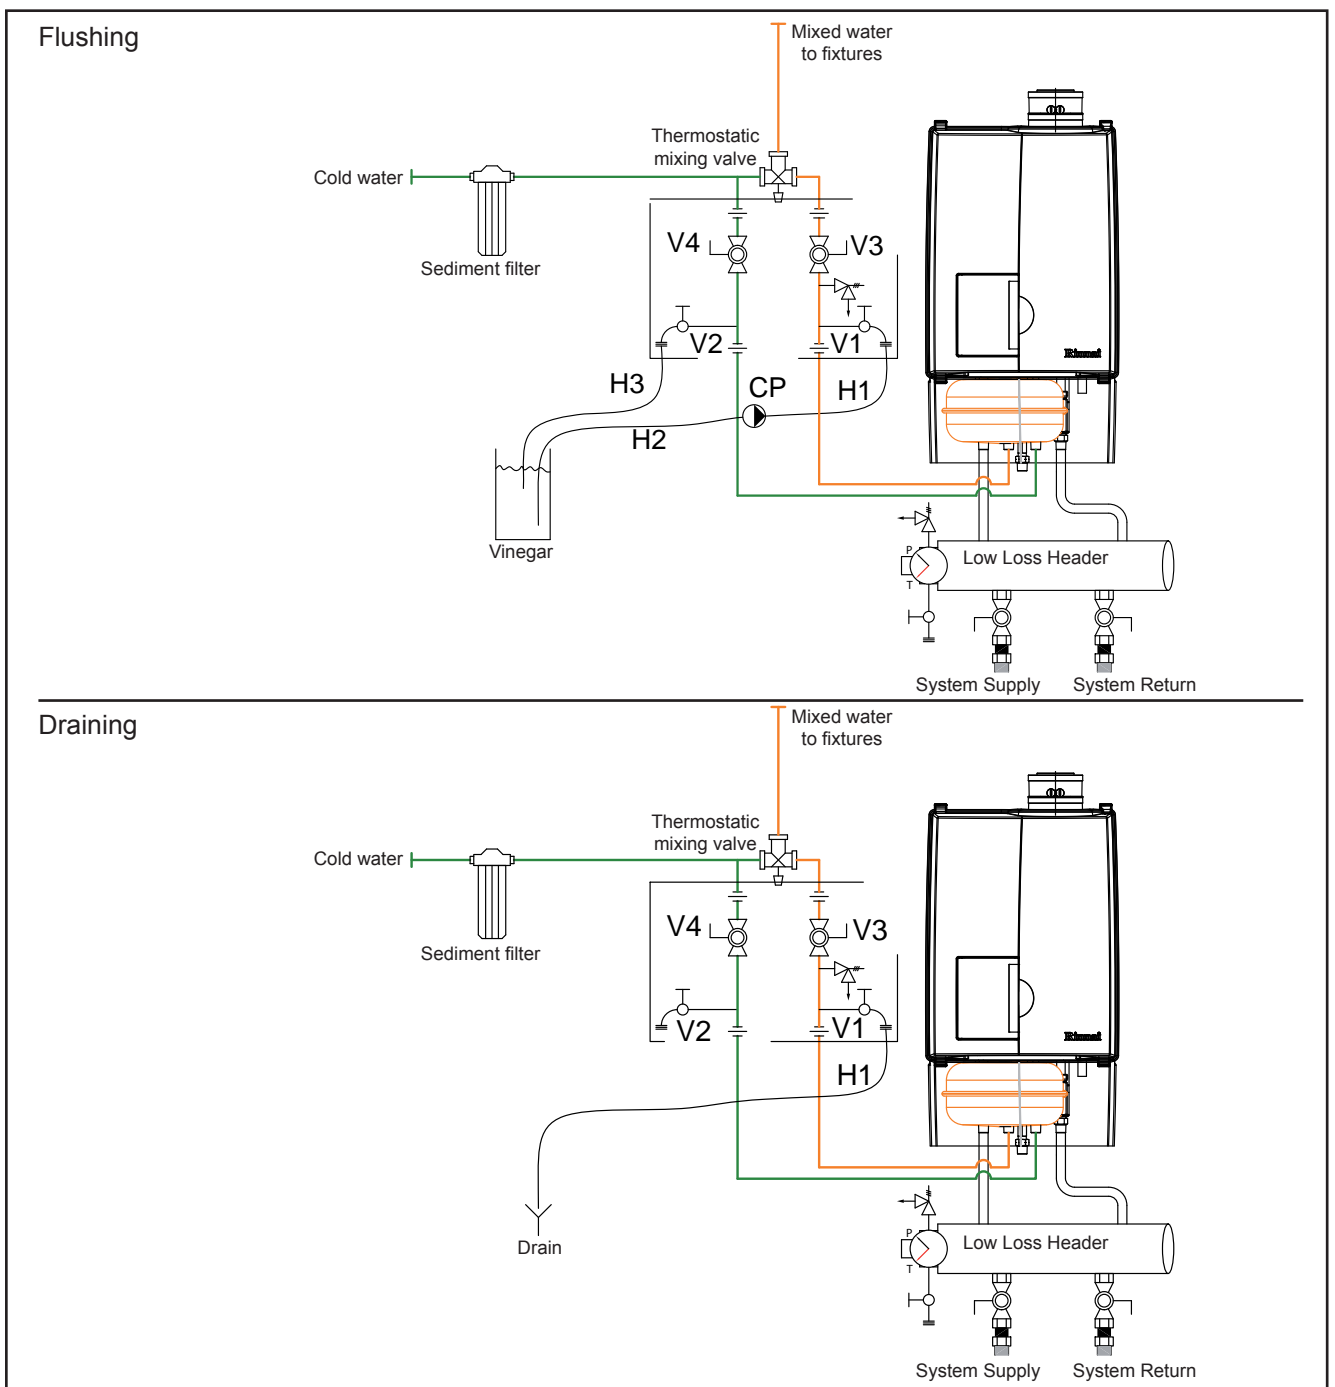 Flushing
Mixed water
to fixtures
Thermostatic
mixing valve
Cold water
Sediment filter
V4
V3
V2
V1
H3
CP
H1
H2
Vinegar
Rinnai
P
T
Low Loss Header
System Supply
System Return
Draining
Mixed water
to fixtures
Thermostatic
mixing valve
Cold water
Sediment filter
V4
V3
V2
V1
H1
Drain
Rinnai
P
T
Low Loss Header
System Supply
System Return